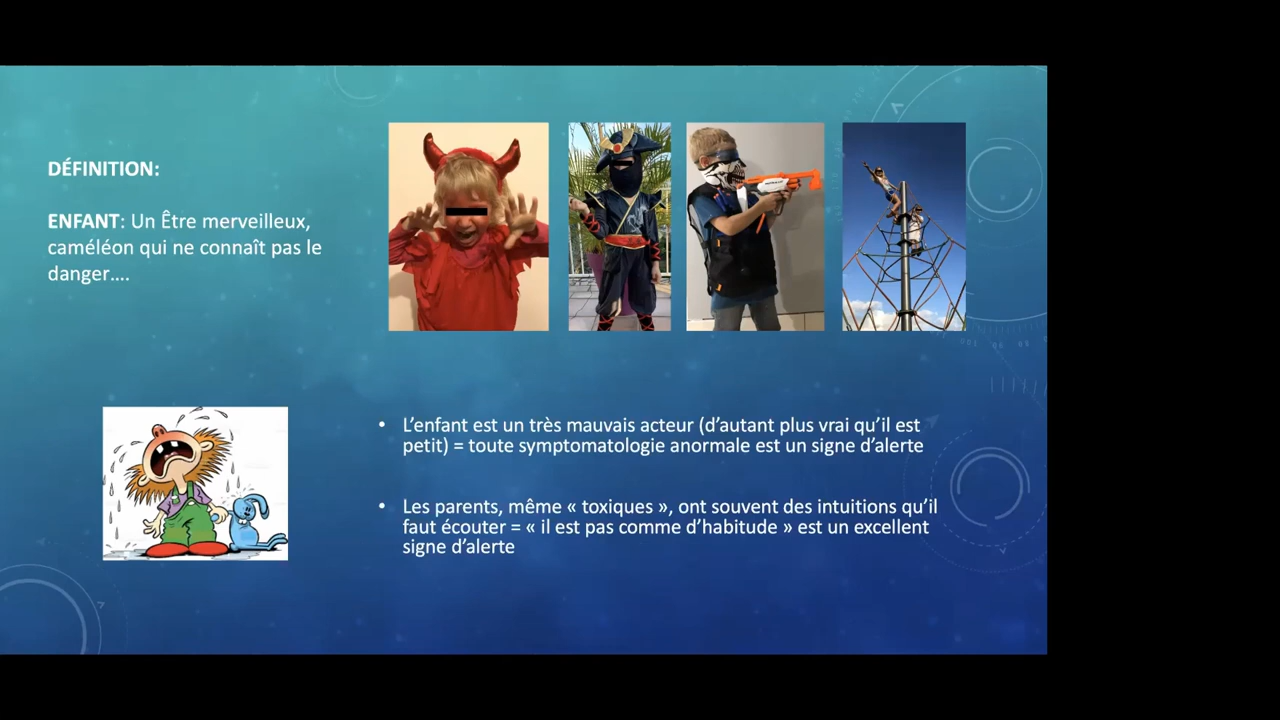 DÉFINITION:
ENFANT: Un Être merveilleux,
caméléon qui ne connaît pas le
danger....
• L'enfant est un très mauvais acteur (d'autant plus vrai qu'il est
petit) = toute symptomatologie anormale est un signe d'alerte
• Les parents, même « toxiques », ont souvent des intuitions qu'il
faut écouter = « il est pas comme d'habitude » est un excellent
signe d'alerte